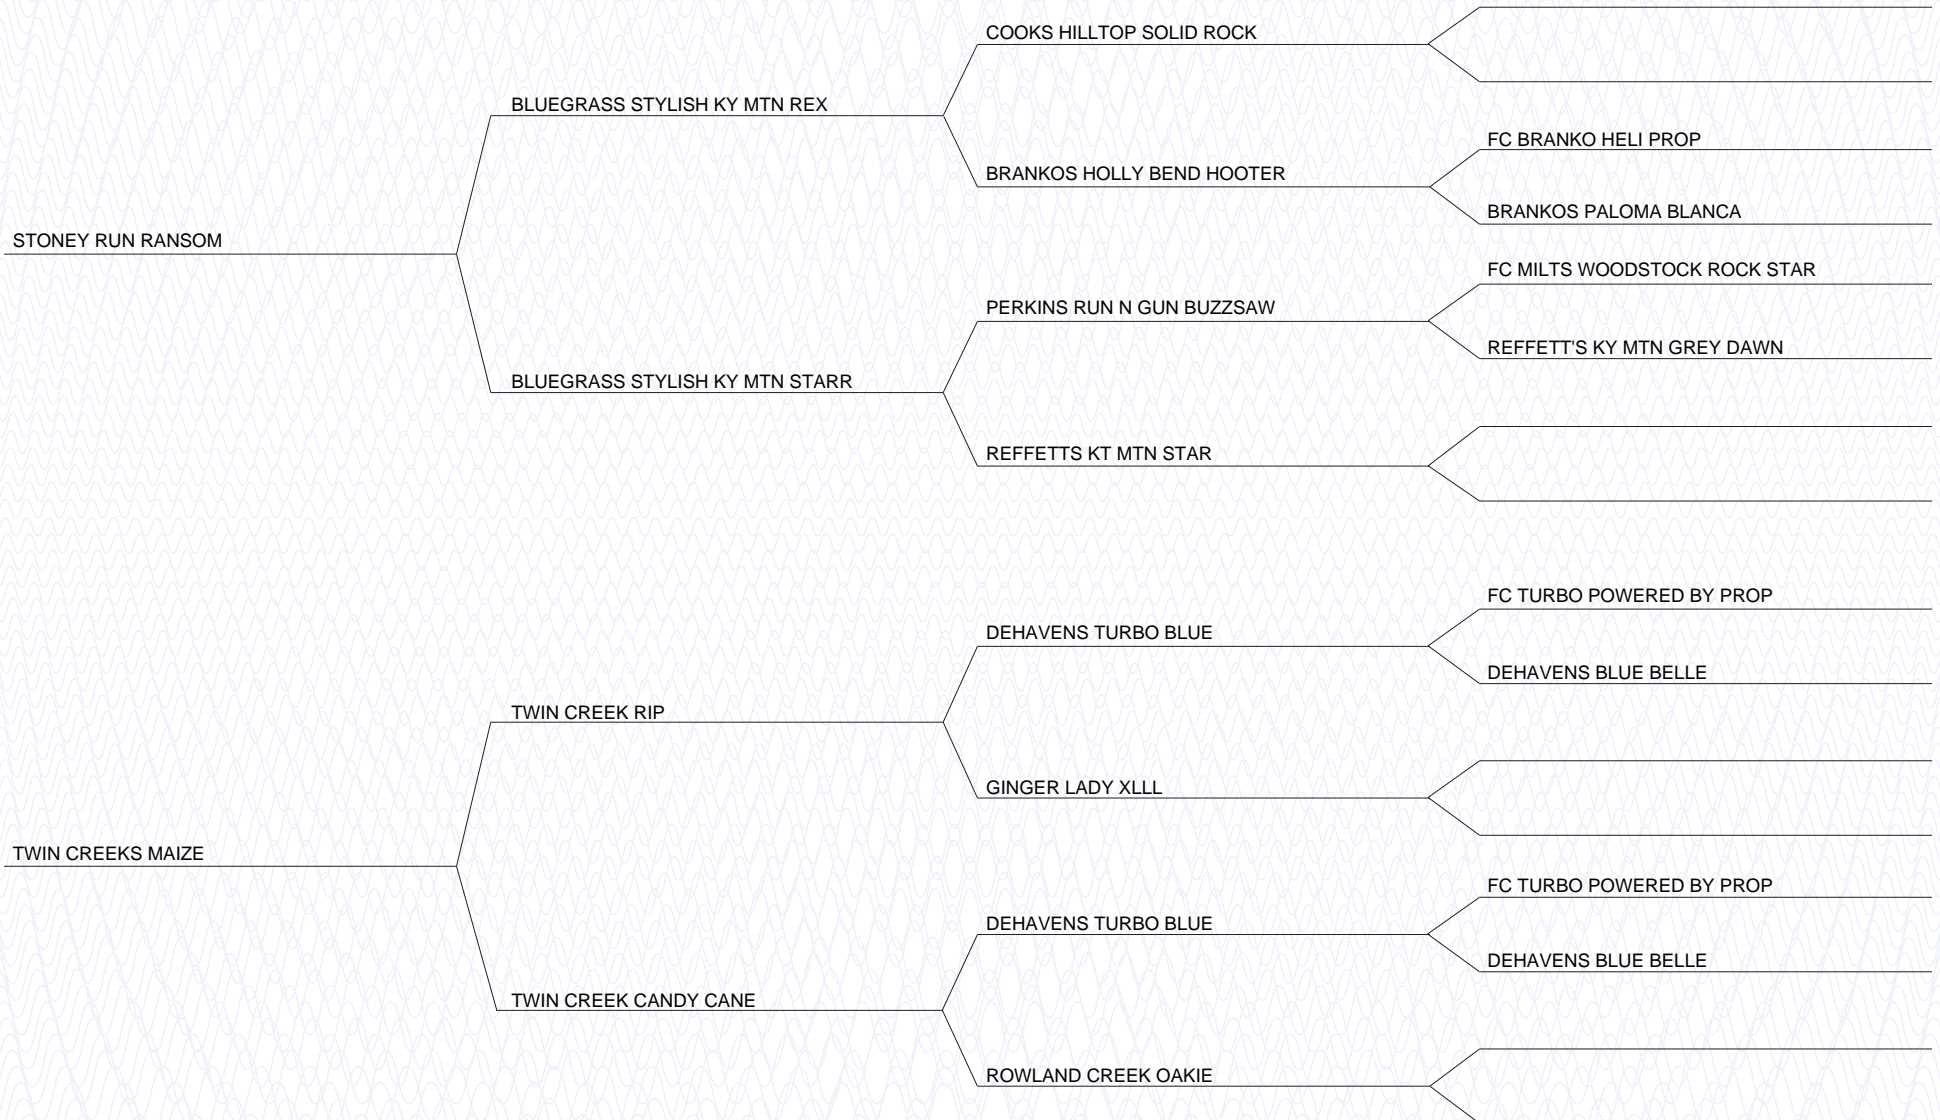 COOKS HILLTOP SOLID ROCK
BLUEGRASS STYLISH KY MTN REX
FC BRANKO HELI PROP
BRANKOS HOLLY BEND HOOTER
BRANKOS PALOMA BLANCA
STONEY RUN RANSOM
FC MILTS WOODSTOCK ROCK STAR
PERKINS RUN N GUN BUZZSAW
REFFETT'S KY MTN GREY DAWN
BLUEGRASS STYLISH KY MTN STARR
REFFETTS KT MTN STAR
FC TURBO POWERED BY PROP
DEHAVENS TURBO BLUE
DEHAVENS BLUE BELLE
TWIN CREEK RIP
GINGER LADY XLLL
TWIN CREEKS MAIZE
FC TURBO POWERED BY PROP
DEHAVENS TURBO BLUE
DEHAVENS BLUE BELLE
TWIN CREEK CANDY CANE
ROWLAND CREEK OAKIE